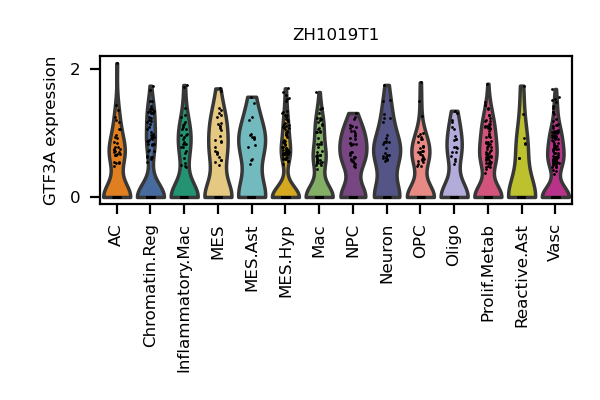 ZH1019T1
GTF3A expression
2
0
AC
Chromatin.Reg
Inflammatory.Mac
MES
MES.Ast
MES.Hyp
Mac
NPC
Neuron
OPC
Oligo
Prolif.Metab
Reactive.Ast
Vasc